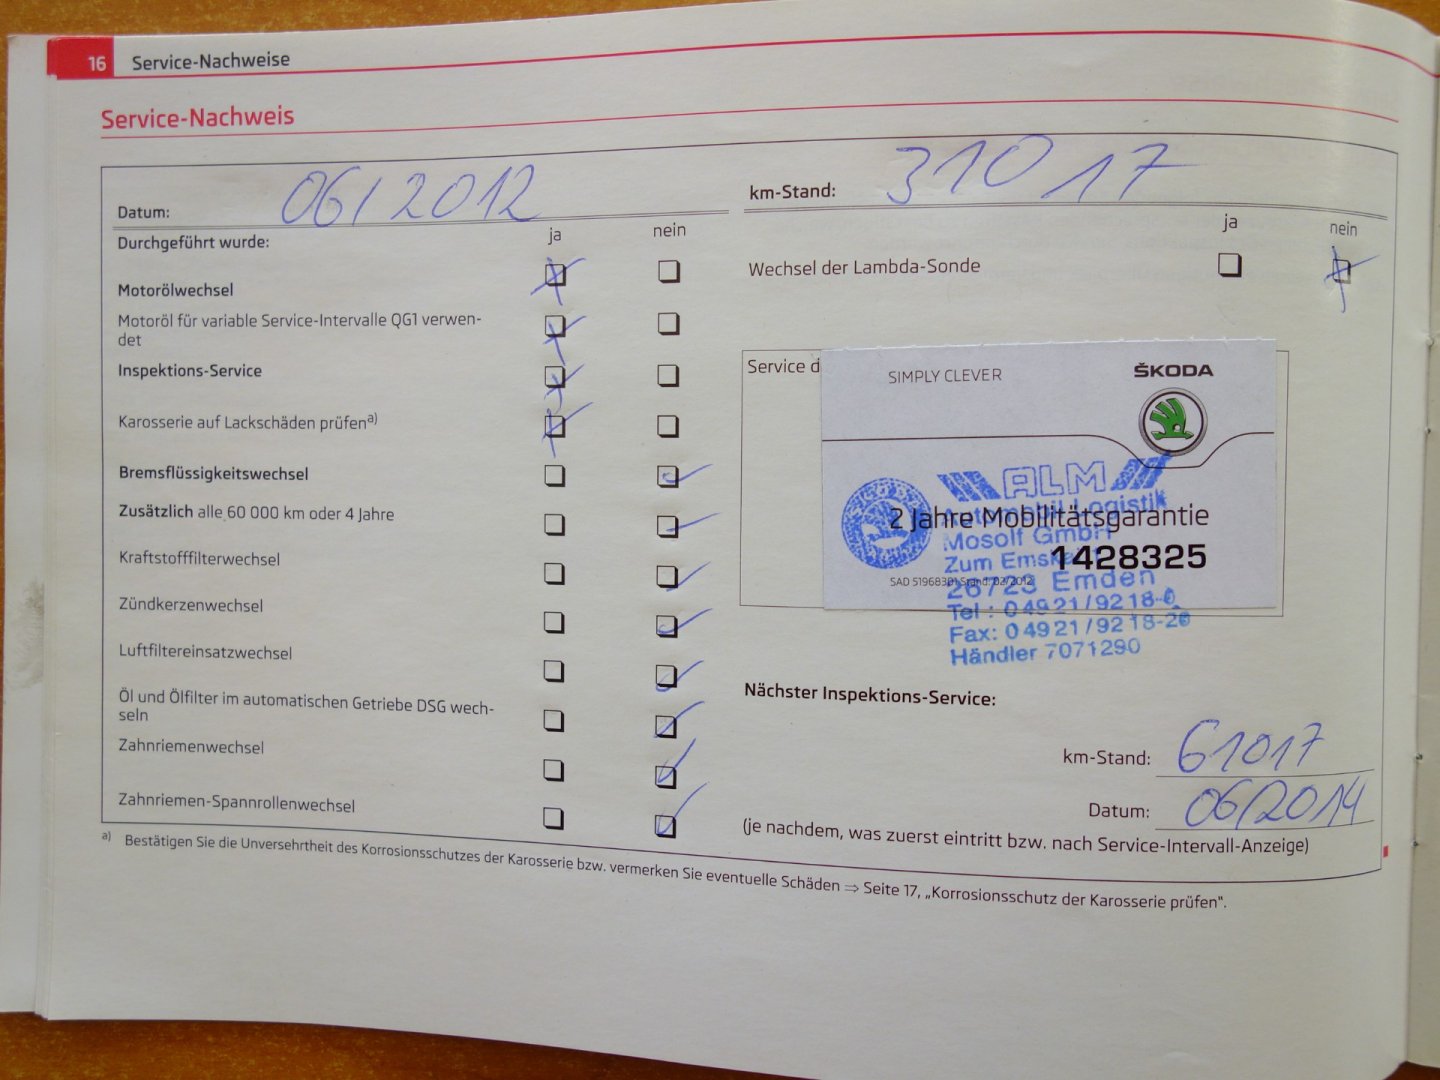 16 Service-Nachweise
Service-Nachweis
Datum: 06/2012
km-Stand: 31017
Durchgeführt wurde: ja nein
ja nein
Motorölwechsel
Wechsel der Lambda-Sonde
Motoröl für variable Service-Intervalle QG1 verwen-
det
Inspektions-Service
Karosserie auf Lackschäden prüfen a)
Bremsflüssigkeitswechsel
Zusätzlich alle 60 000 km oder 4 Jahre
Kraftstofffilterwechsel
Zündkerzenwechsel
Luftfiltereinsatzwechsel
Öl und Ölfilter im automatischen Getriebe DSG wech-
seln
Zahnriemenwechsel
Zahnriemen-Spannrollenwechsel
Service d
SIMPLY CLEVER
ŠKODA
2 Jahre Mobilitätsgarantie
1428325
SAD 51968301 Stand: 02/2012
ALM
Automobil-Logistik
Mosolf GmbH
Zum Emskai
26723 Emden
Tel : 04921/9218-0
Fax: 04921/9218-20
Händler 7071290
Nächster Inspektions-Service:
km-Stand: 61017
Datum: 06/2014
(je nachdem, was zuerst eintritt bzw. nach Service-Intervall-Anzeige)
a) Bestätigen Sie die Unversehrtheit des Korrosionsschutzes der Karosserie bzw. vermerken Sie eventuelle Schäden ⇒ Seite 17, „Korrosionsschutz der Karosserie prüfen“.